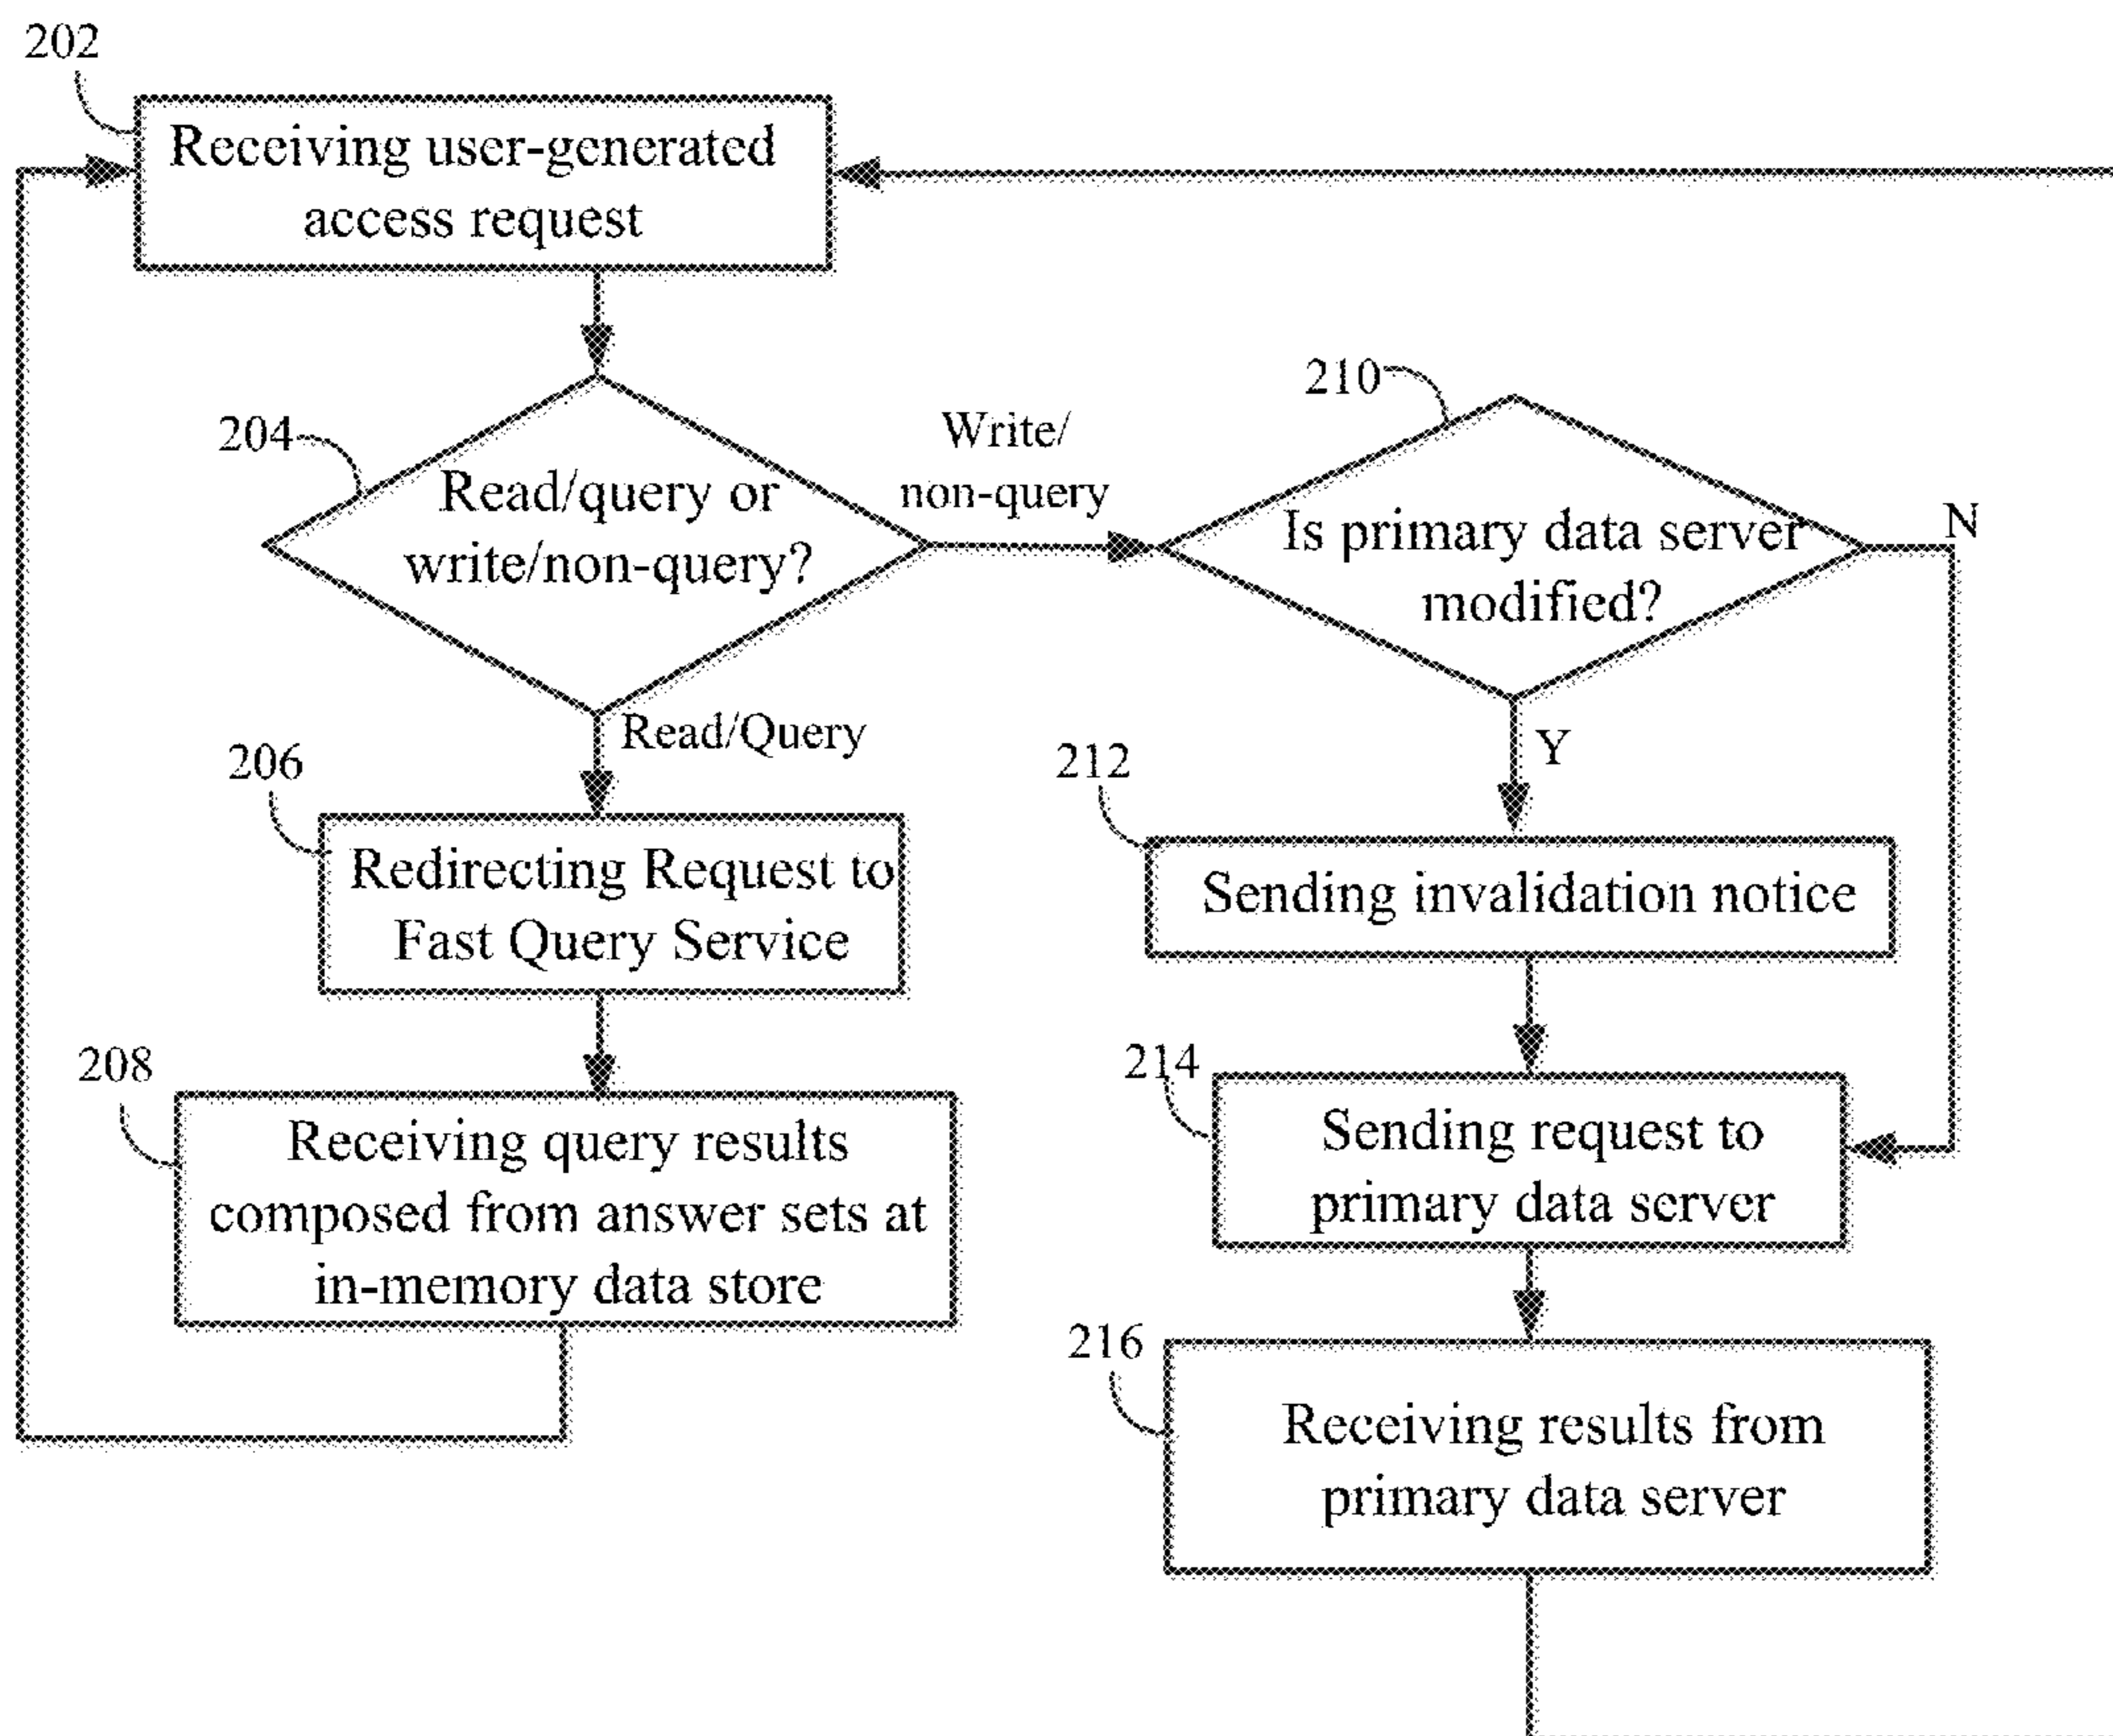 202
Receiving user-generated
access request
204
Read/query or
write/non-query?
Write/
non-query
210
Is primary data server
modified?
N
Read/Query
Y
206
Redirecting Request to
Fast Query Service
212
Sending invalidation notice
208
Receiving query results
composed from answer sets at
in-memory data store
214
Sending request to
primary data server
216
Receiving results from
primary data server